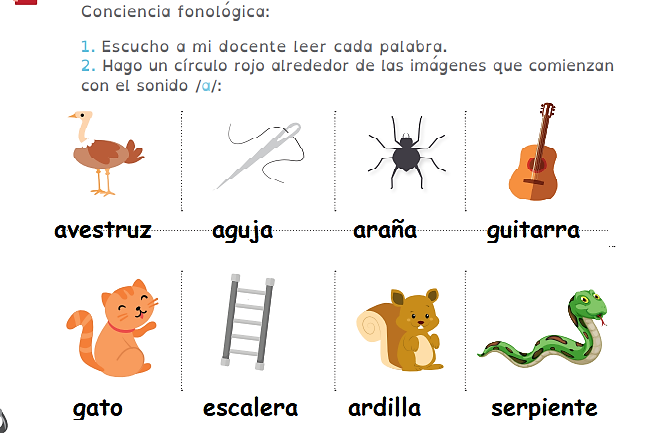 Conciencia fonológica:
1. Escucho a mi docente leer cada palabra.
2. Hago un círculo rojo alrededor de las imágenes que comienzan
con el sonido /a/:
avestruz aguja araña guitarra
gato escalera ardilla serpiente